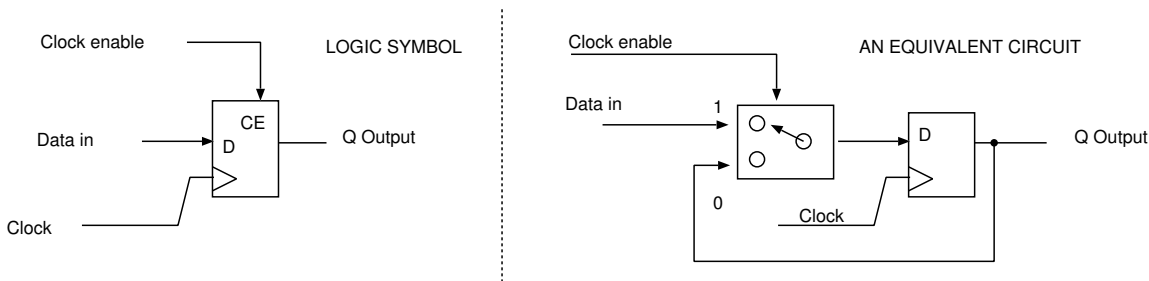 Clock enable
LOGIC SYMBOL
CE
Data in
D
Q Output
Clock
Clock enable
AN EQUIVALENT CIRCUIT
Data in
1
D
Q Output
0
Clock